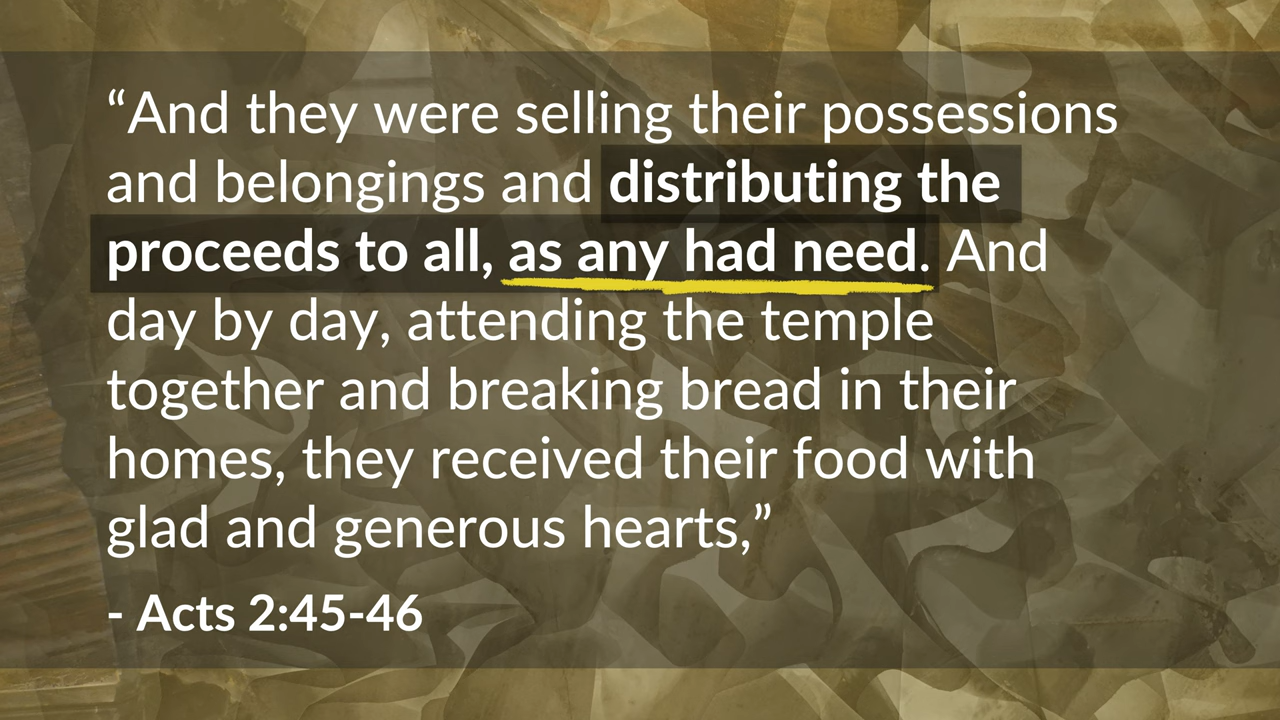 “And they were selling their possessions
and belongings and distributing the
proceeds to all, as any had need. And
day by day, attending the temple
together and breaking bread in their
homes, they received their food with
glad and generous hearts,”
- Acts 2:45-46